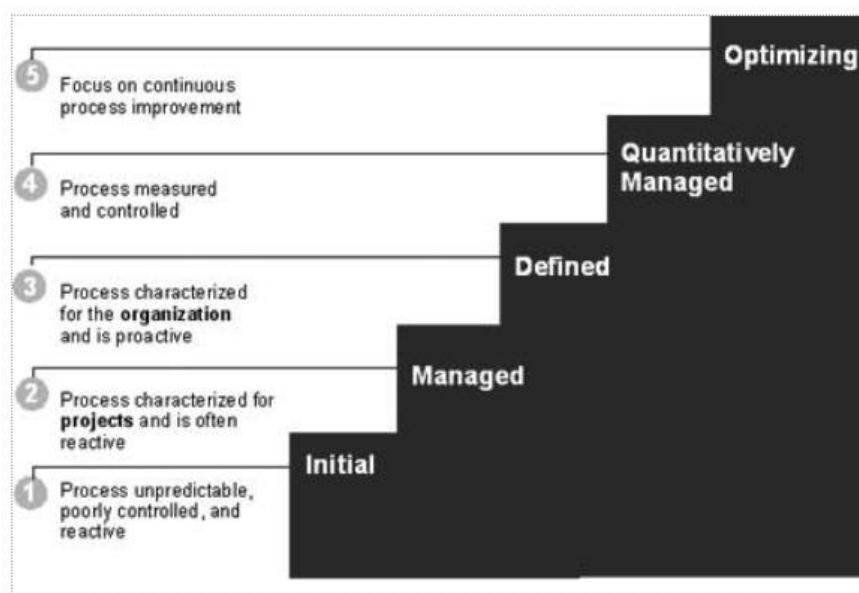 5
Focus on continuous
process improvement
Optimizing
4
Process measured
and controlled
Quantitatively
Managed
3
Process characterized
for the organization
and is proactive
Defined
2
Process characterized for
projects and is often
reactive
Managed
1
Process unpredictable,
poorly controlled, and
reactive
Initial